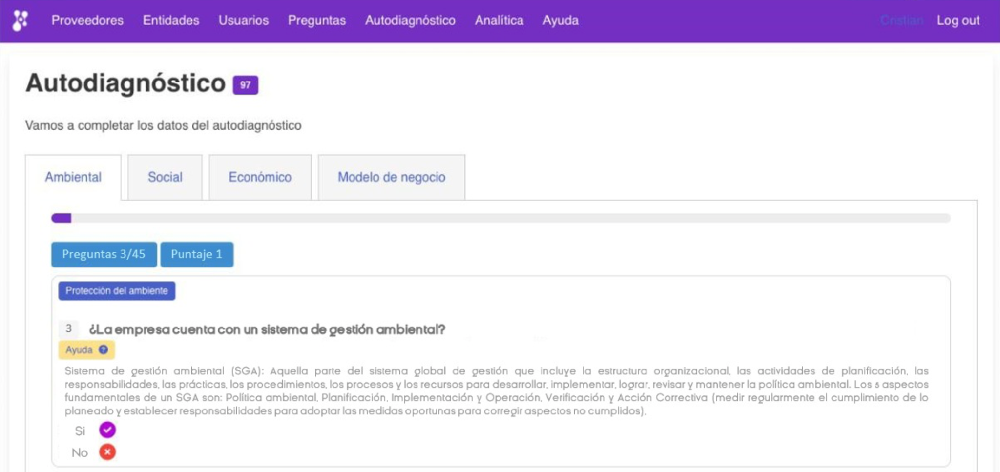 Proveedores Entidades Usuarios Preguntas Autodiagnóstico Analítica Ayuda Cristian Log out
Autodiagnóstico 97
Vamos a completar los datos del autodiagnóstico
Ambiental Social Económico Modelo de negocio
Preguntas 3/45 Puntaje 1
Protección del ambiente
3 ¿La empresa cuenta con un sistema de gestión ambiental?
Ayuda ?
Sistema de gestión ambiental (SGA): Aquella parte del sistema global de gestión que incluye la estructura organizacional, las actividades de planificación, las
responsabilidades, las prácticas, los procedimientos, los procesos y los recursos para desarrollar, implementar, lograr, revisar y mantener la política ambiental. Los aspectos
fundamentales de un SGA son: Política ambiental, Planificación, Implementación y Operación, Verificación y Acción Correctiva (medir regularmente el cumplimiento de lo
planeado y establecer responsabilidades para adoptar las medidas oportunas para corregir aspectos no cumplidos).
Si
No